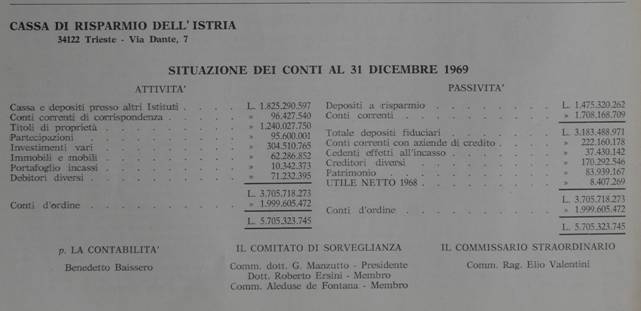 CASSA DI RISPARMIO DELL'ISTRIA
34122 Trieste - Via Dante, 7
SITUAZIONE DEI CONTI AL 31 DICEMBRE 1969
ATTIVITA'
Cassa e depositi presso altri Istituti . . . . L. 1.825.290.597
Conti correnti di corrispondenza . . . . . » 96.427.540
Titoli di proprietà . . . . . . . . » 1.240.027.750
Partecipazioni . . . . . . . . . » 95.600.001
Investimenti vari . . . . . . . . » 304.510.765
Immobili e mobili . . . . . . . . » 62.286.852
Portafoglio incassi . . . . . . . . » 10.342.373
Debitori diversi . . . . . . . . » 71.232.395
L. 3.705.718.273
Conti d'ordine . . . . . . . . . » 1.999.605.472
L. 5.705.323.745
PASSIVITA'
Depositi a risparmio . . . . . . . L. 1.475.320.262
Conti correnti . . . . . . . . . » 1.708.168.709
Totale depositi fiduciari . . . . . . L. 3.183.488.971
Conti correnti con aziende di credito . . . » 222.160.178
Cedenti effetti all'incasso . . . . . . » 37.430.142
Creditori diversi . . . . . . . . » 170.292.546
Patrimonio . . . . . . . . . . » 83.939.167
UTILE NETTO 1968 . . . . . . . . » 8.407.269
L. 3.705.718.273
Conti d'ordine . . . . . . . . . » 1.999.605.472
L. 5.705.323.745
p. LA CONTABILITA'
Benedetto Baissero
IL COMITATO DI SORVEGLIANZA
Comm. dott. G. Manzutto - Presidente
Dott. Roberto Ersini - Membro
Comm. Aleduse de Fontana - Membro
IL COMMISSARIO STRAORDINARIO
Comm. Rag. Elio Valentini